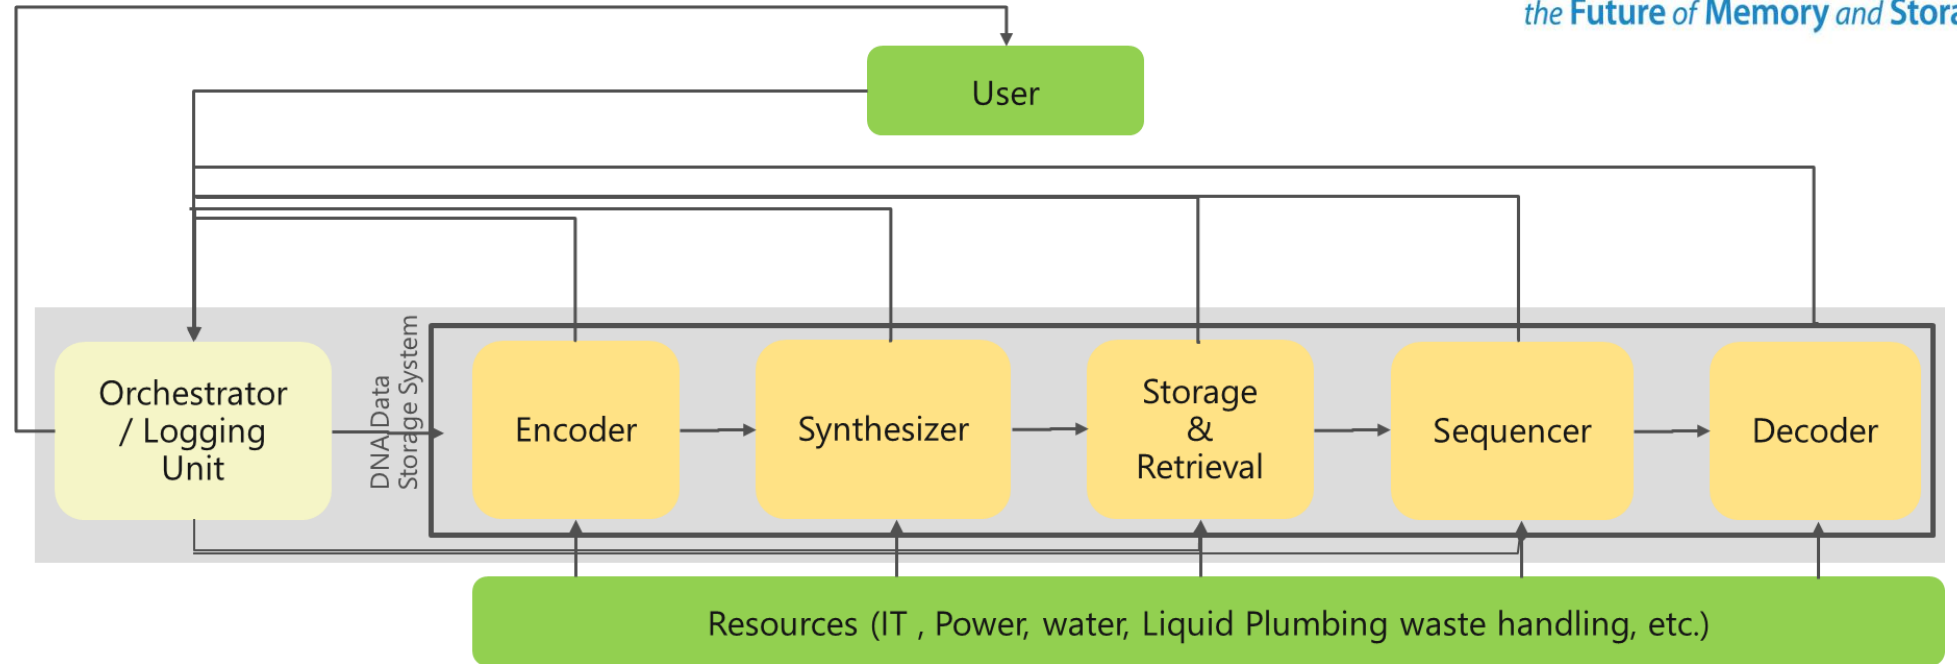 the Future of Memory and Stora
User
DNA Data
Storage System
Orchestrator
/ Logging
Unit
Encoder
Synthesizer
Storage
&
Retrieval
Sequencer
Decoder
Resources (IT , Power, water, Liquid Plumbing waste handling, etc.)